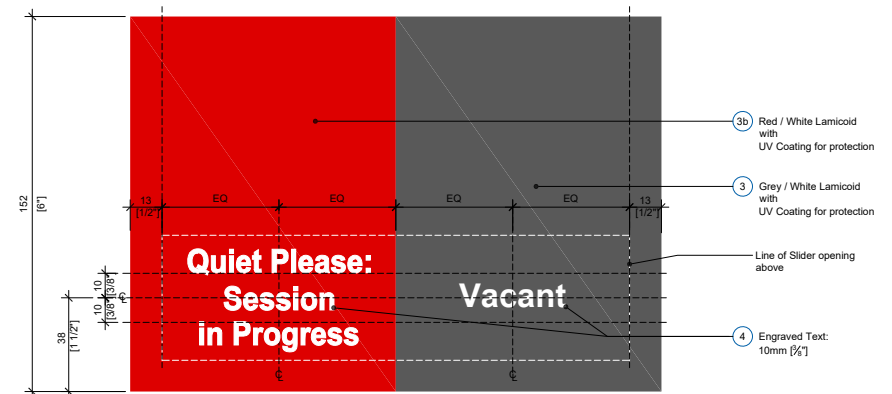 3b Red / White Lamicoid
with
UV Coating for protection
152
[6"]
13
[1/2"]
EQ
EQ
EQ
EQ
13
[1/2"]
3 Grey / White Lamicoid
with
UV Coating for protection
Line of Slider opening
above
Quiet Please:
Session
in Progress
Vacant
10
[3/8"]
10
[3/8"]
℄
38
[1 1/2"]
4 Engraved Text:
10mm [⅜"]
℄
℄